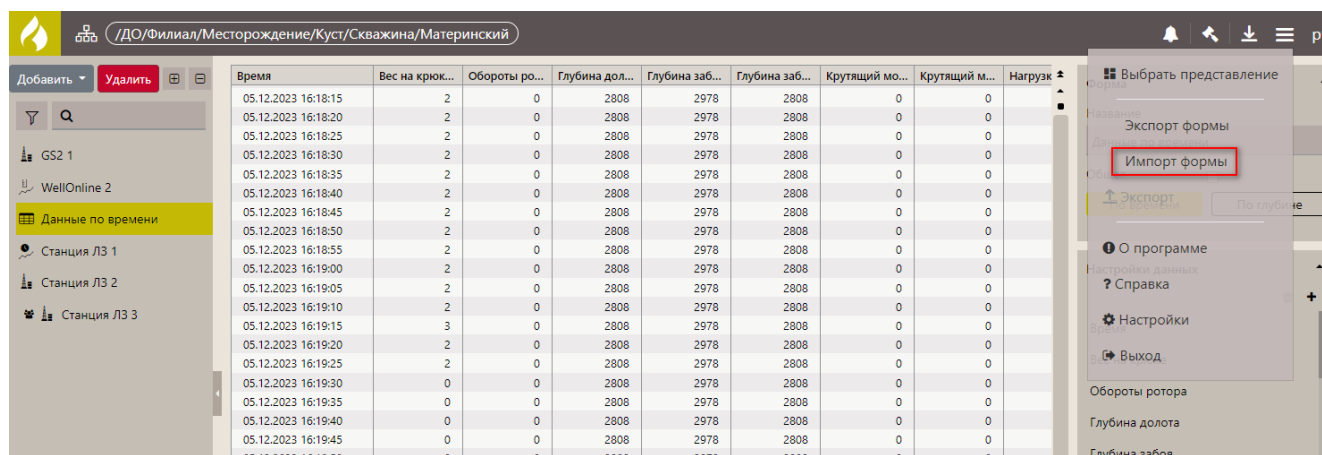 /ДО/Филиал/Месторождение/Куст/Скважина/Материнский
p
Добавить Удалить
GS2 1
WellOnline 2
Данные по времени
Станция ЛЗ 1
Станция ЛЗ 2
Станция ЛЗ 3
Время Вес на крюк... Обороты ро... Глубина дол... Глубина заб... Глубина заб... Крутящий мо... Крутящий м... Нагрузк
05.12.2023 16:18:15 2 0 2808 2978 2808 0 0
05.12.2023 16:18:20 2 0 2808 2978 2808 0 0
05.12.2023 16:18:25 2 0 2808 2978 2808 0 0
05.12.2023 16:18:30 2 0 2808 2978 2808 0 0
05.12.2023 16:18:35 2 0 2808 2978 2808 0 0
05.12.2023 16:18:40 2 0 2808 2978 2808 0 0
05.12.2023 16:18:45 2 0 2808 2978 2808 0 0
05.12.2023 16:18:50 2 0 2808 2978 2808 0 0
05.12.2023 16:18:55 2 0 2808 2978 2808 0 0
05.12.2023 16:19:00 2 0 2808 2978 2808 0 0
05.12.2023 16:19:05 2 0 2808 2978 2808 0 0
05.12.2023 16:19:10 2 0 2808 2978 2808 0 0
05.12.2023 16:19:15 3 0 2808 2978 2808 0 0
05.12.2023 16:19:20 2 0 2808 2978 2808 0 0
05.12.2023 16:19:25 2 0 2808 2978 2808 0 0
05.12.2023 16:19:30 0 0 2808 2978 2808 0 0
05.12.2023 16:19:35 0 0 2808 2978 2808 0 0
05.12.2023 16:19:40 0 0 2808 2978 2808 0 0
05.12.2023 16:19:45 0 0 2808 2978 2808 0 0
Выбрать представление
Экспорт формы
Импорт формы
Экспорт
О программе
? Справка
Настройки
Выход
Форма
Название
Данные по времени
По глубине
Настройки данных
Обороты ротора
Глубина долота
Глубина забоя